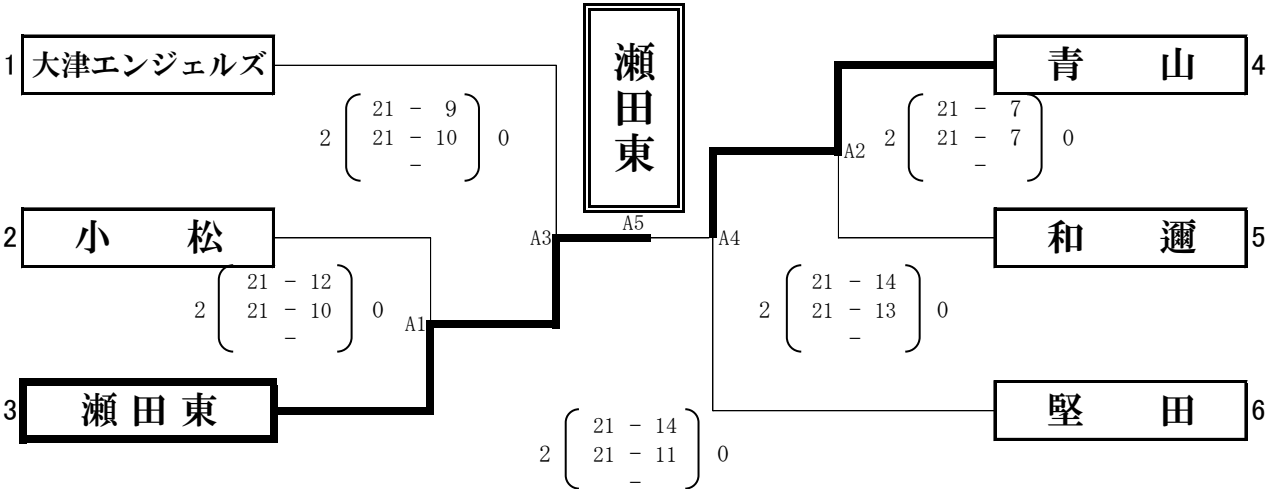 瀬田東
1 大津エンジェルズ
青 山 4
21 - 9
2 21 - 10 0
-
21 - 7
2 21 - 7 0
-
A2
A5
2 小 松
A3
A4
和 邇 5
21 - 12
2 21 - 10 0
-
A1
21 - 14
2 21 - 13 0
-
3 瀬田東
堅 田 6
21 - 14
2 21 - 11 0
-